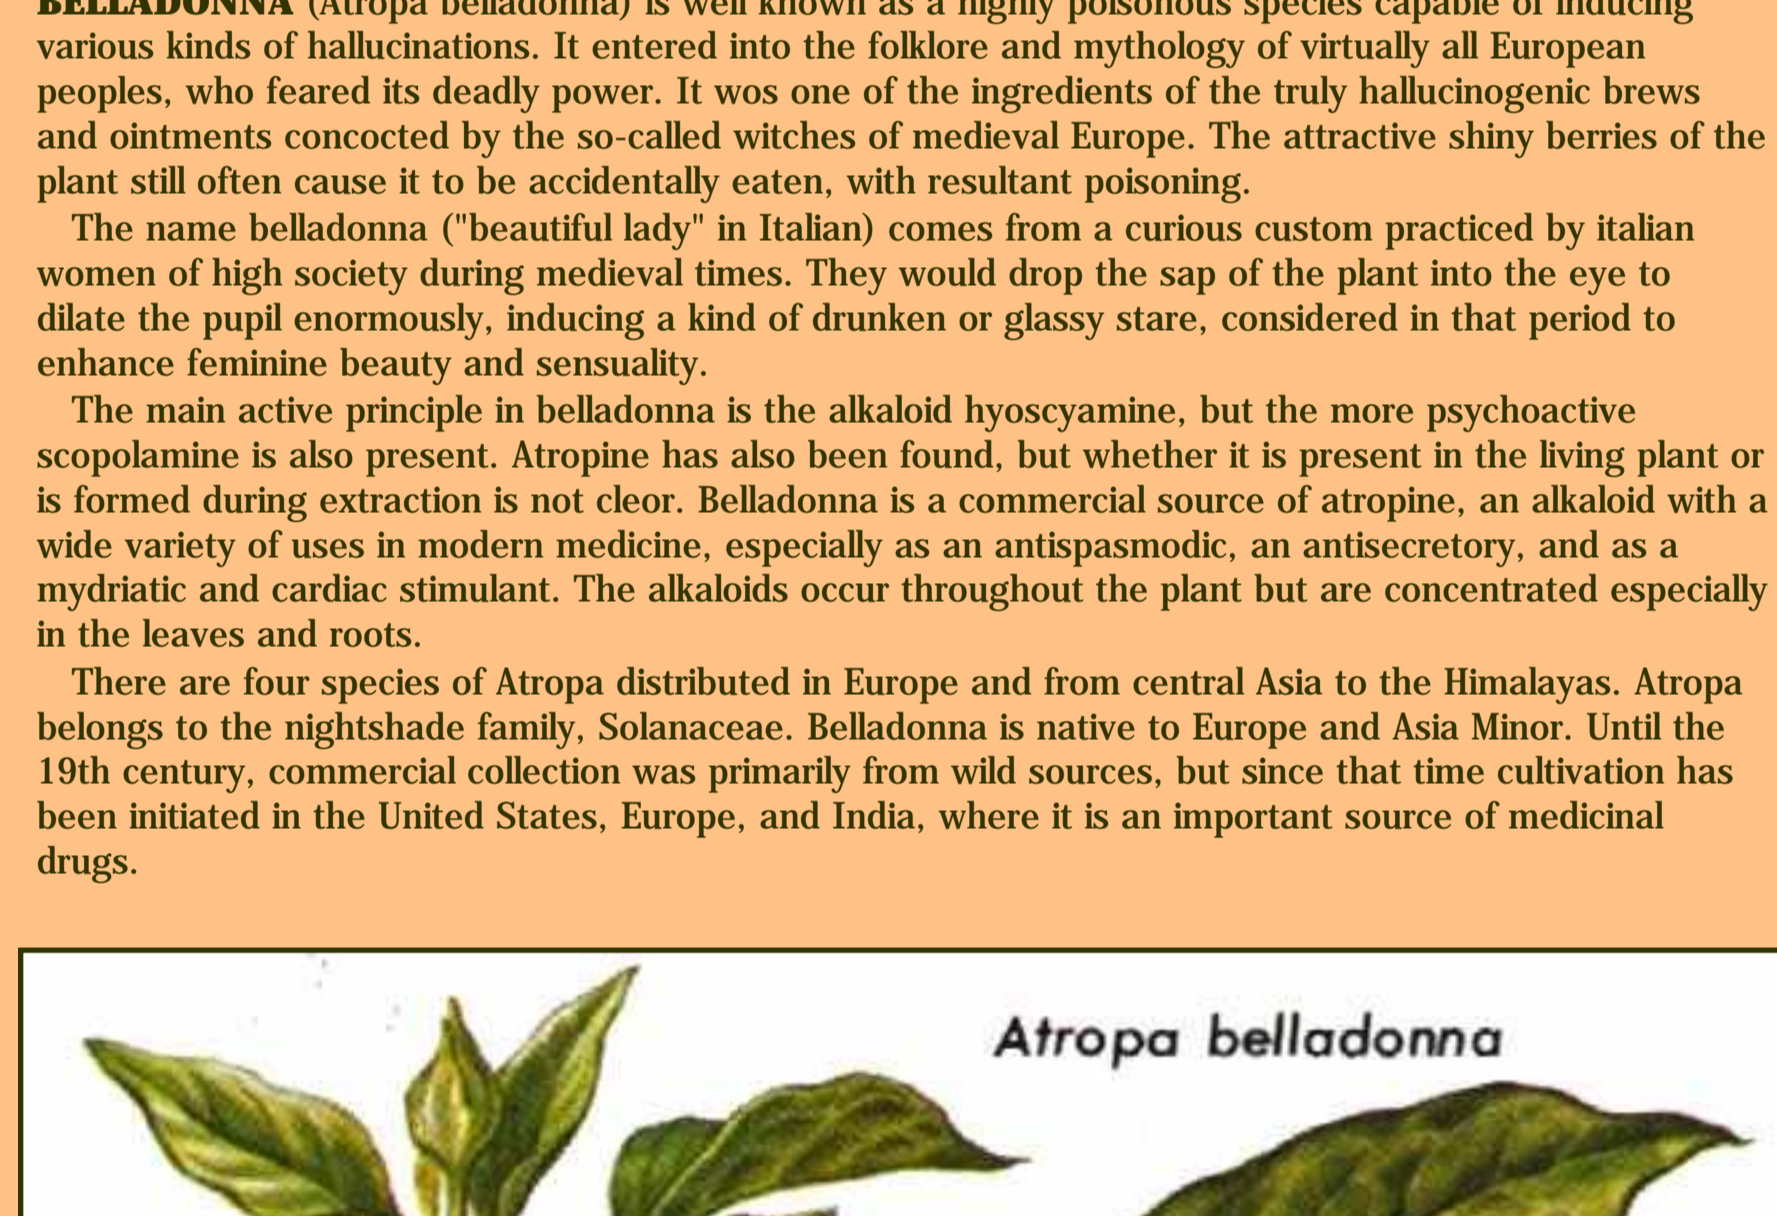 BELLADONNA (Atropa belladonna) is well known as a highly poisonous species capable of inducing
various kinds of hallucinations. It entered into the folklore and mythology of virtually all European
peoples, who feared its deadly power. It wos one of the ingredients of the truly hallucinogenic brews
and ointments concocted by the so-called witches of medieval Europe. The attractive shiny berries of the
plant still often cause it to be accidentally eaten, with resultant poisoning.
The name belladonna ("beautiful lady" in Italian) comes from a curious custom practiced by italian
women of high society during medieval times. They would drop the sap of the plant into the eye to
dilate the pupil enormously, inducing a kind of drunken or glassy stare, considered in that period to
enhance feminine beauty and sensuality.
The main active principle in belladonna is the alkaloid hyoscyamine, but the more psychoactive
scopolamine is also present. Atropine has also been found, but whether it is present in the living plant or
is formed during extraction is not cleor. Belladonna is a commercial source of atropine, an alkaloid with a
wide variety of uses in modern medicine, especially as an antispasmodic, an antisecretory, and as a
mydriatic and cardiac stimulant. The alkaloids occur throughout the plant but are concentrated especially
in the leaves and roots.
There are four species of Atropa distributed in Europe and from central Asia to the Himalayas. Atropa
belongs to the nightshade family, Solanaceae. Belladonna is native to Europe and Asia Minor. Until the
19th century, commercial collection was primarily from wild sources, but since that time cultivation has
been initiated in the United States, Europe, and India, where it is an important source of medicinal
drugs.
Atropa belladonna